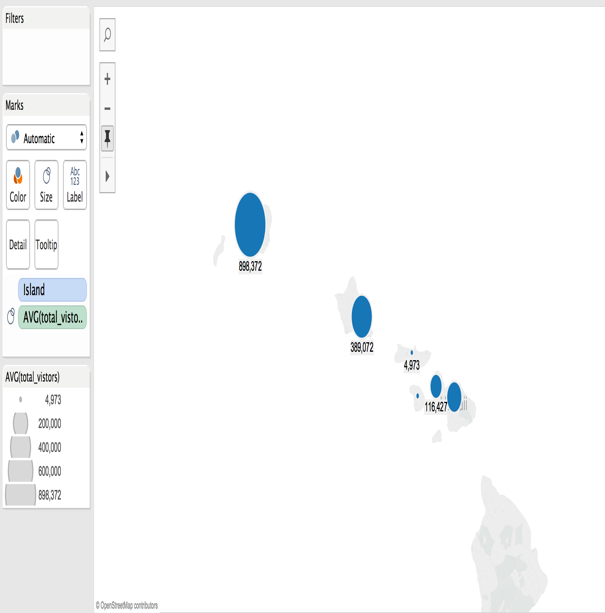 Filters
Marks
Automatic
Color
Size
Abc
123
Label
Detail
Tooltip
Island
AVG(total_visto..
AVG(total_vistors)
4,973
200,000
400,000
600,000
898,372
898,372
389,072
4,973
116,427
© OpenStreetMap contributors